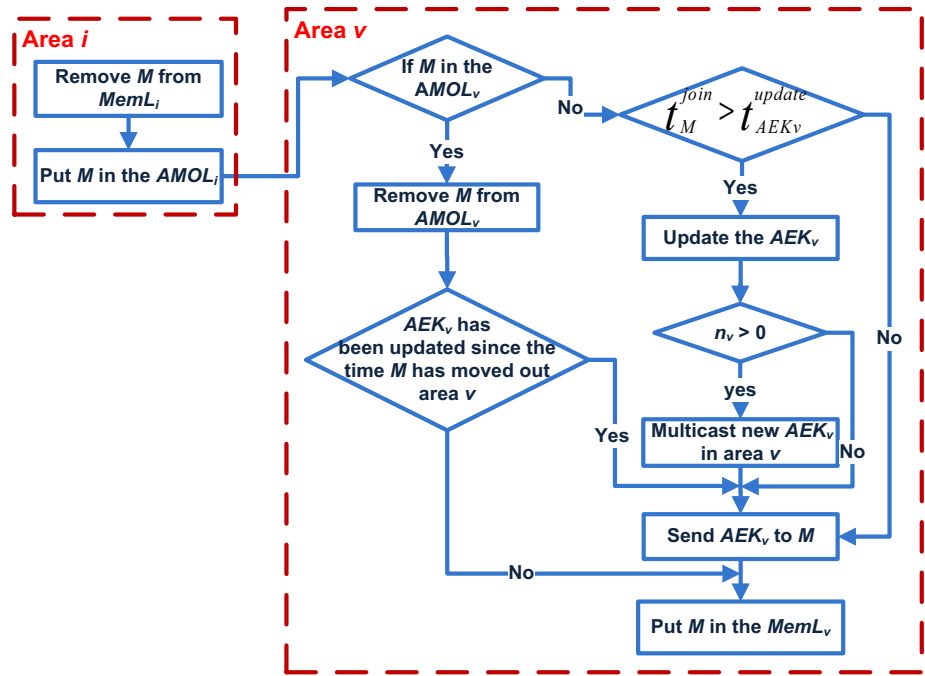 Area i
Remove M from
MemLi
Put M in the AMOLi
Area v
If M in the
AMOLv
No
Yes
Remove M from
AMOLv
AEKv has
been updated since the
time M has moved out
area v
Yes
No
t_M^join > t_AEKv^update
Yes
No
Update the AEKv
nv > 0
yes
No
Multicast new AEKv
in area v
Send AEKv to M
Put M in the MemLv